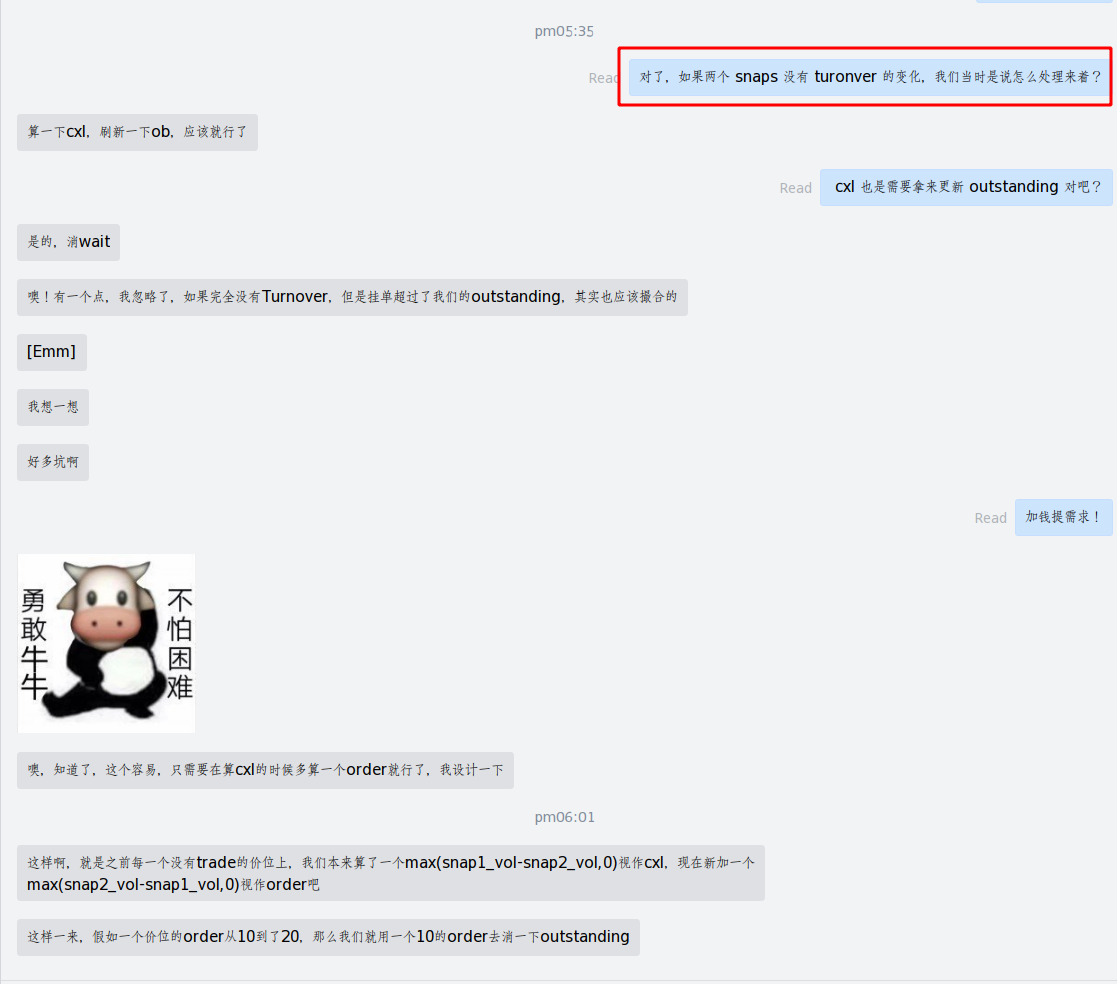 pm05:35
Read
对了，如果两个 snaps 没有 turonver 的变化，我们当时是说怎么处理来着？
算一下cxl，刷新一下ob，应该就行了
Read
cxl 也是需要拿来更新 outstanding 对吧？
是的，消wait
噢！有一个点，我忽略了，如果完全没有Turnover，但是挂单超过了我们的outstanding，其实也应该撮合的
[Emm]
我想一想
好多坑啊
Read
加钱提需求！
勇敢牛牛
不怕困难
噢，知道了，这个容易，只需要在算cxl的时候多算一个order就行了，我设计一下
pm06:01
这样啊，就是之前每一个没有trade的价位上，我们本来算了一个max(snap1_vol-snap2_vol,0)视作cxl，现在新加一个
max(snap2_vol-snap1_vol,0)视作order吧
这样一来，假如一个价位的order从10到了20，那么我们就用一个10的order去消一下outstanding